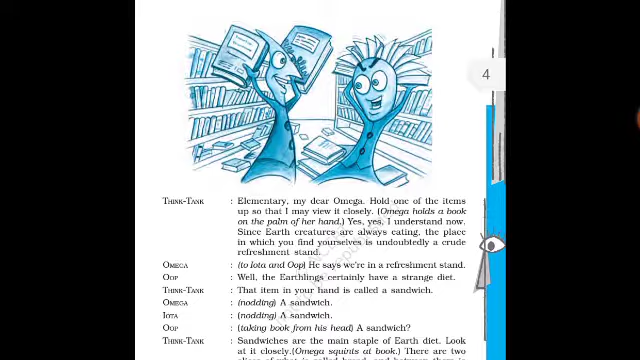 4
THINK-TANK : Elementary, my dear Omega. Hold one of the items
up so that I may view it closely. (Omega holds a book
on the palm of her hand.) Yes, yes, I understand now.
Since Earth creatures are always eating, the place
in which you find yourselves is undoubtedly a crude
refreshment stand.
OMEGA : (to Iota and Oop) He says we're in a refreshment stand.
OOP : Well, the Earthlings certainly have a strange diet.
THINK-TANK : That item in your hand is called a sandwich.
OMEGA : (nodding) A sandwich.
IOTA : (nodding) A sandwich.
OOP : (taking book from his head) A sandwich?
THINK-TANK : Sandwiches are the main staple of Earth diet. Look
at it closely.(Omega squints at book.) There are two